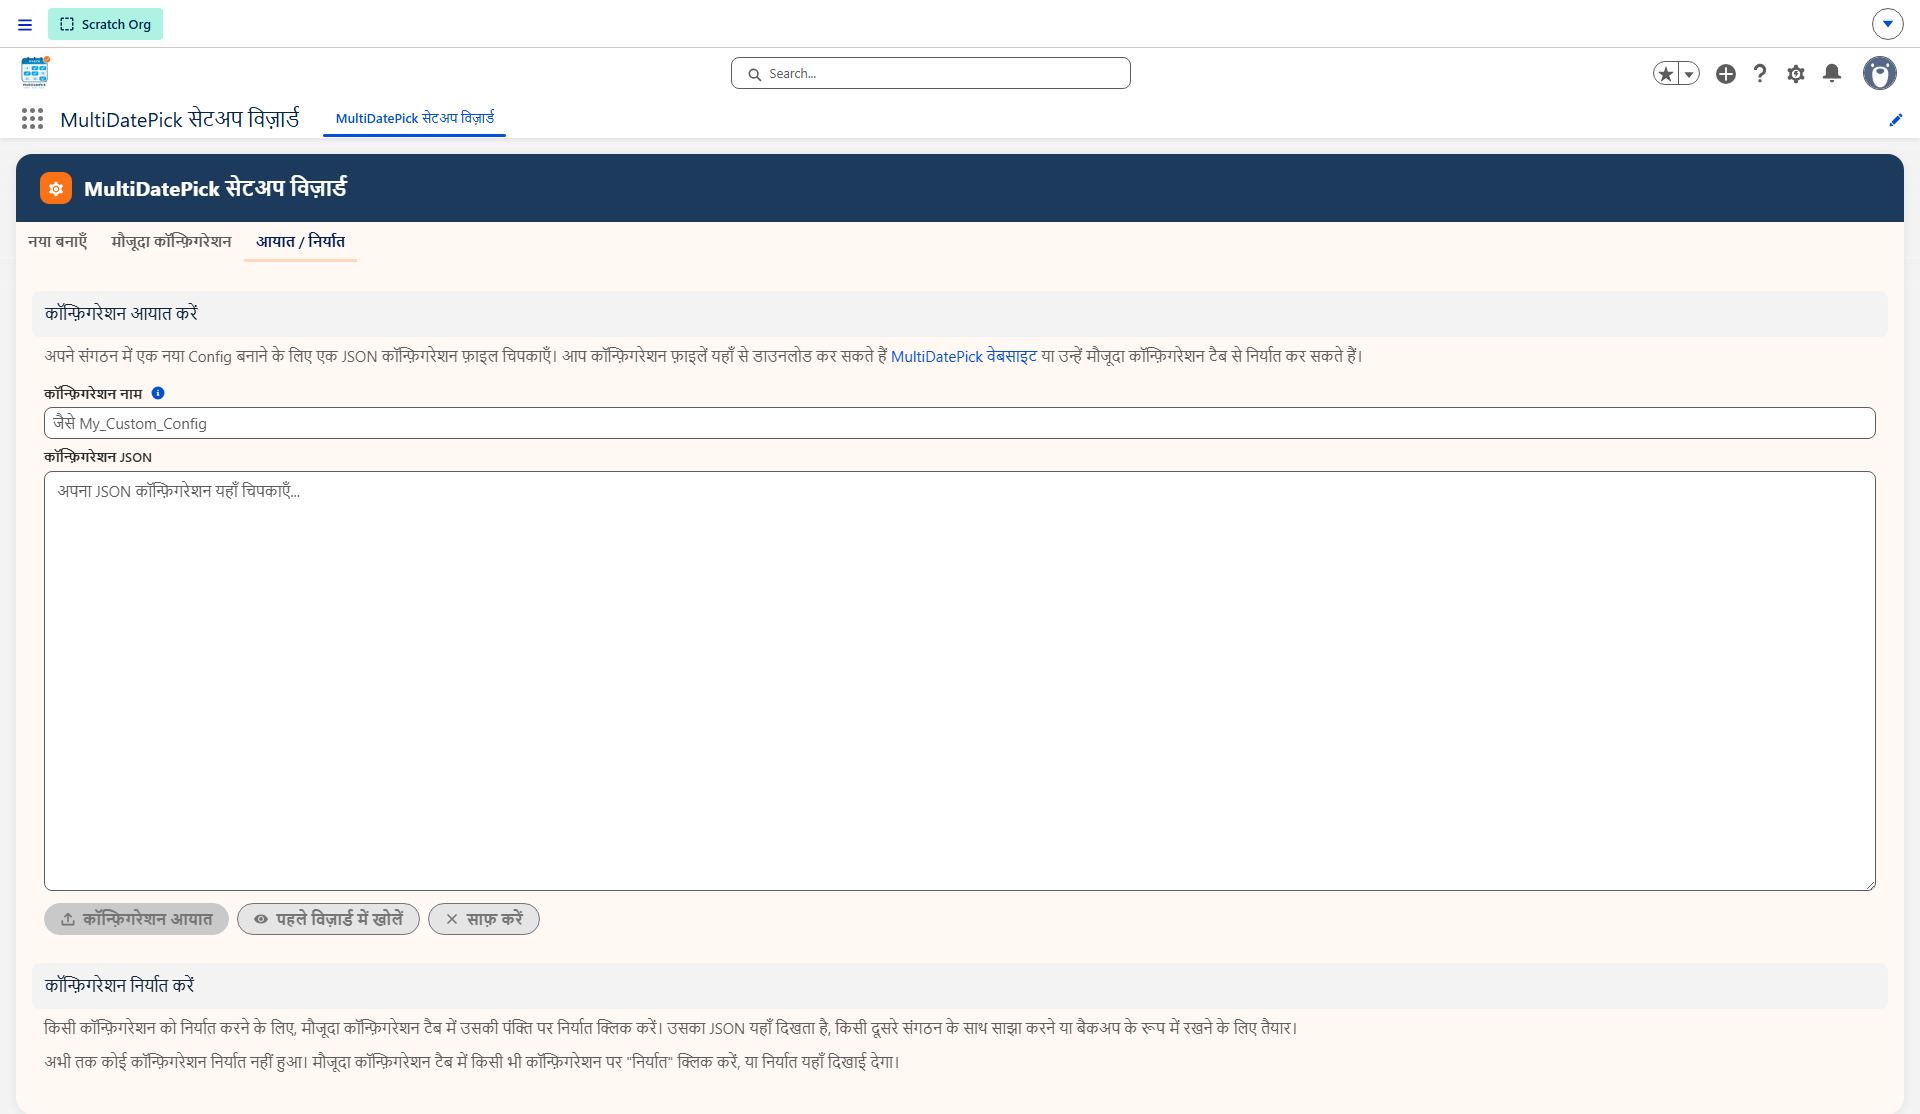 Scratch Org
Search...
MultiDatePick सेटअप विज़ार्ड
MultiDatePick सेटअप विज़ार्ड
MultiDatePick सेटअप विज़ार्ड
नया बनाएँ
मौजूदा कॉन्फ़िगरेशन
आयात / निर्यात
कॉन्फ़िगरेशन आयात करें
अपने संगठन में एक नया Config बनाने के लिए एक JSON कॉन्फ़िगरेशन फ़ाइल चिपकाएँ। आप कॉन्फ़िगरेशन फ़ाइलें यहाँ से डाउनलोड कर सकते हैं MultiDatePick वेबसाइट या उन्हें मौजूदा कॉन्फ़िगरेशन टैब से निर्यात कर सकते हैं।
कॉन्फ़िगरेशन नाम
जैसे My_Custom_Config
कॉन्फ़िगरेशन JSON
अपना JSON कॉन्फ़िगरेशन यहाँ चिपकाएँ...
कॉन्फ़िगरेशन आयात
पहले विज़ार्ड में खोलें
साफ़ करें
कॉन्फ़िगरेशन निर्यात करें
किसी कॉन्फ़िगरेशन को निर्यात करने के लिए, मौजूदा कॉन्फ़िगरेशन टैब में उसकी पंक्ति पर निर्यात क्लिक करें। उसका JSON यहाँ दिखता है, किसी दूसरे संगठन के साथ साझा करने या बैकअप के रूप में रखने के लिए तैयार।
अभी तक कोई कॉन्फ़िगरेशन निर्यात नहीं हुआ। मौजूदा कॉन्फ़िगरेशन टैब में किसी भी कॉन्फ़िगरेशन पर "निर्यात" क्लिक करें, या निर्यात यहाँ दिखाई देगा।